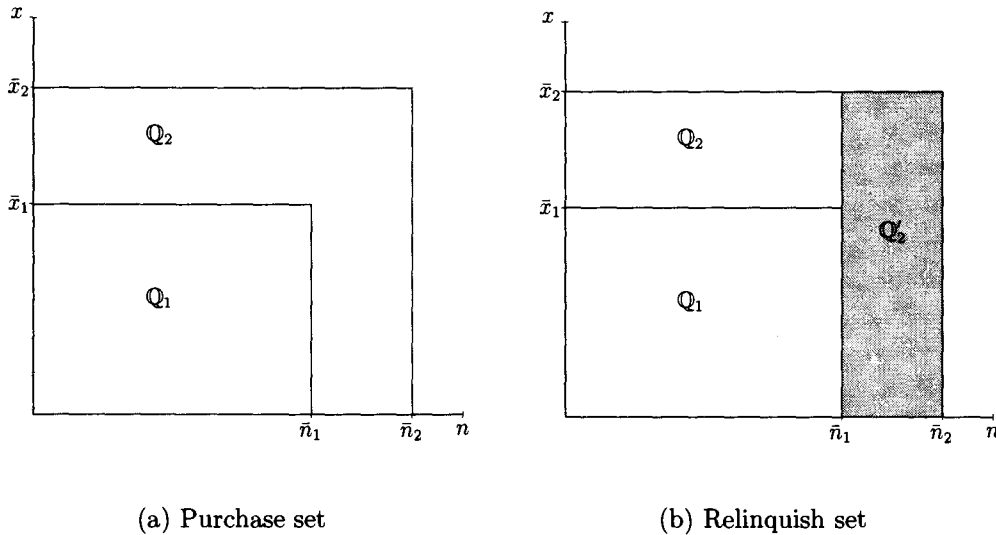 x
x̄₂
ℚ₂
x̄₁
ℚ₁
n̄₁
n̄₂
n
(a) Purchase set
x
x̄₂
ℚ₂
x̄₁
ℚ′₂
ℚ₁
n̄₁
n̄₂
n
(b) Relinquish set